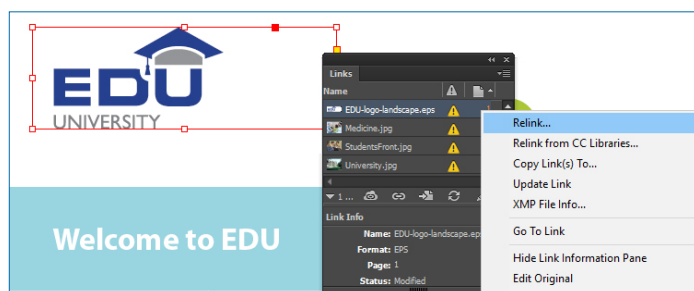 EDU
UNIVERSITY
Welcome to EDU
Links
Name
EDU-logo-landscape.eps 1
Medicine.jpg
StudentsFront.jpg
University.jpg
1...
Link Info
Name: EDU-logo-landscape.eps
Format: EPS
Page: 1
Status: Modified
Relink...
Relink from CC Libraries...
Copy Link(s) To...
Update Link
XMP File Info...
Go To Link
Hide Link Information Pane
Edit Original